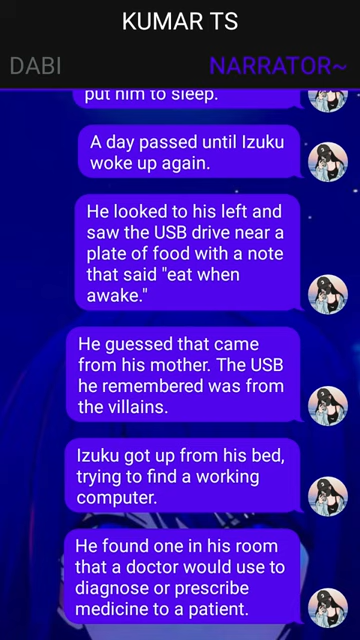 KUMAR TS
DABI
NARRATOR~
put him to sleep.
A day passed until Izuku
woke up again.
He looked to his left and
saw the USB drive near a
plate of food with a note
that said "eat when
awake."
He guessed that came
from his mother. The USB
he remembered was from
the villains.
Izuku got up from his bed,
trying to find a working
computer.
He found one in his room
that a doctor would use to
diagnose or prescribe
medicine to a patient.